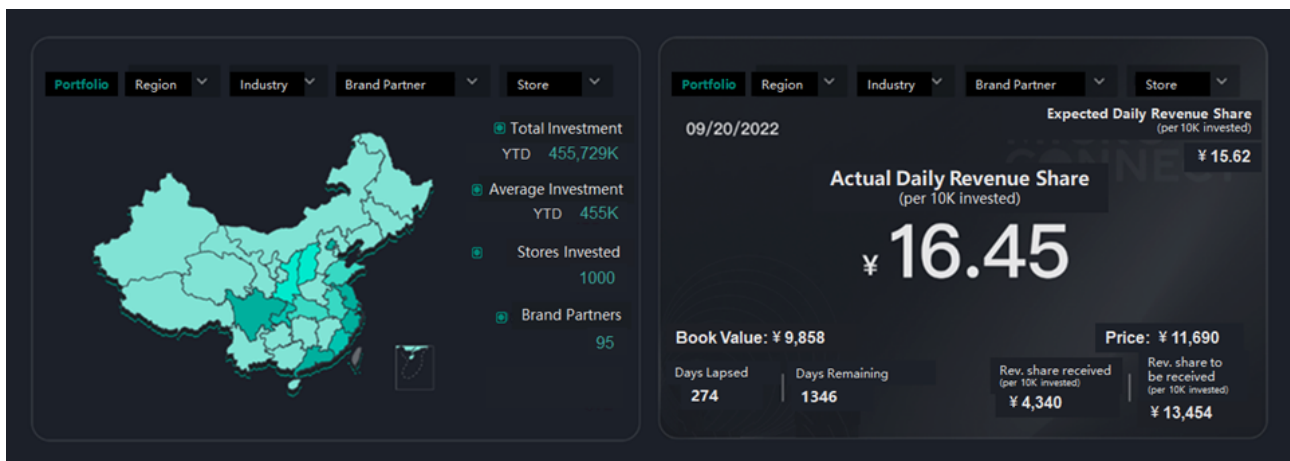 Portfolio Region Industry Brand Partner Store
Total Investment
YTD 455,729K
Average Investment
YTD 455K
Stores Invested
1000
Brand Partners
95
Portfolio Region Industry Brand Partner Store
09/20/2022
Expected Daily Revenue Share
(per 10K invested)
¥ 15.62
Actual Daily Revenue Share
(per 10K invested)
¥ 16.45
Book Value: ¥ 9,858
Price: ¥ 11,690
Days Lapsed
274
Days Remaining
1346
Rev. share received
(per 10K invested)
¥ 4,340
Rev. share to
be received
(per 10K invested)
¥ 13,454